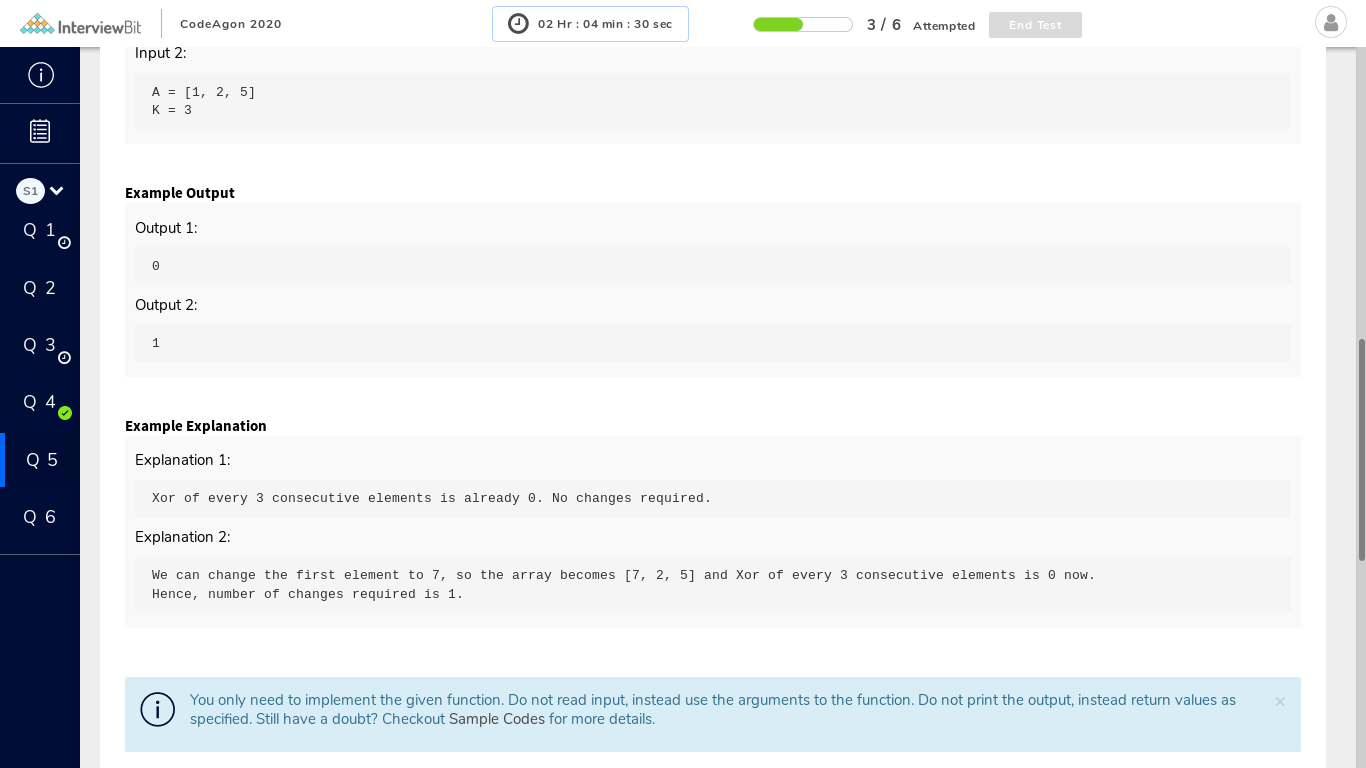 InterviewBit
CodeAgon 2020
02 Hr : 04 min : 30 sec
3 / 6 Attempted
End Test
S1
Q 1
Q 2
Q 3
Q 4
Q 5
Q 6
Input 2:
A = [1, 2, 5]
K = 3
Example Output
Output 1:
0
Output 2:
1
Example Explanation
Explanation 1:
Xor of every 3 consecutive elements is already 0. No changes required.
Explanation 2:
We can change the first element to 7, so the array becomes [7, 2, 5] and Xor of every 3 consecutive elements is 0 now.
Hence, number of changes required is 1.
You only need to implement the given function. Do not read input, instead use the arguments to the function. Do not print the output, instead return values as
specified. Still have a doubt? Checkout Sample Codes for more details.
×